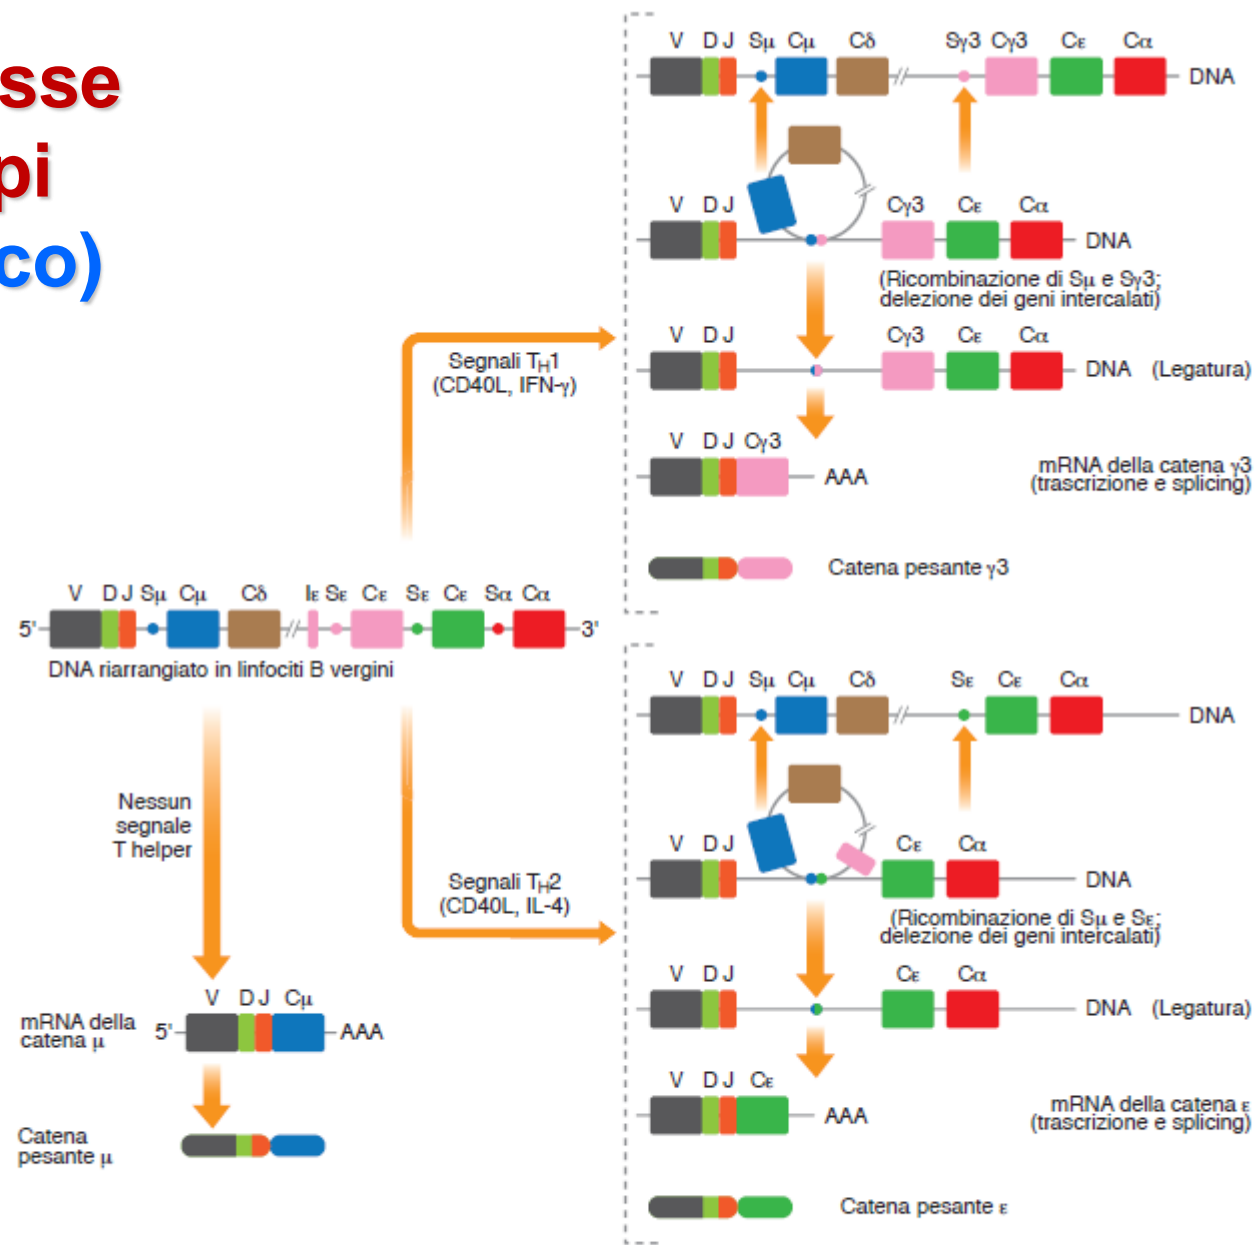 sse
pi
co)
V D J Sμ Cμ Cδ Sγ3 Cγ3 Cε Cα
DNA
V D J Cγ3 Cε Cα
DNA
(Ricombinazione di Sμ e Sγ3;
delezione dei geni intercalati)
V D J Cγ3 Cε Cα
DNA (Legatura)
V D J Cγ3
AAA
mRNA della catena γ3
(trascrizione e splicing)
Catena pesante γ3
Segnali TH1
(CD40L, IFN-γ)
V D J Sμ Cμ Cδ Iε Sε Cε Sε Cε Sα Cα
5' 3'
DNA riarrangiato in linfociti B vergini
Nessun
segnale
T helper
Segnali TH2
(CD40L, IL-4)
V D J Cμ
mRNA della
catena μ
5' AAA
Catena
pesante μ
V D J Sμ Cμ Cδ Sε Cε Cα
DNA
V D J Cε Cα
DNA
(Ricombinazione di Sμ e Sε;
delezione dei geni intercalati)
V D J Cε Cα
DNA (Legatura)
V D J Cε
AAA
mRNA della catena ε
(trascrizione e splicing)
Catena pesante ε